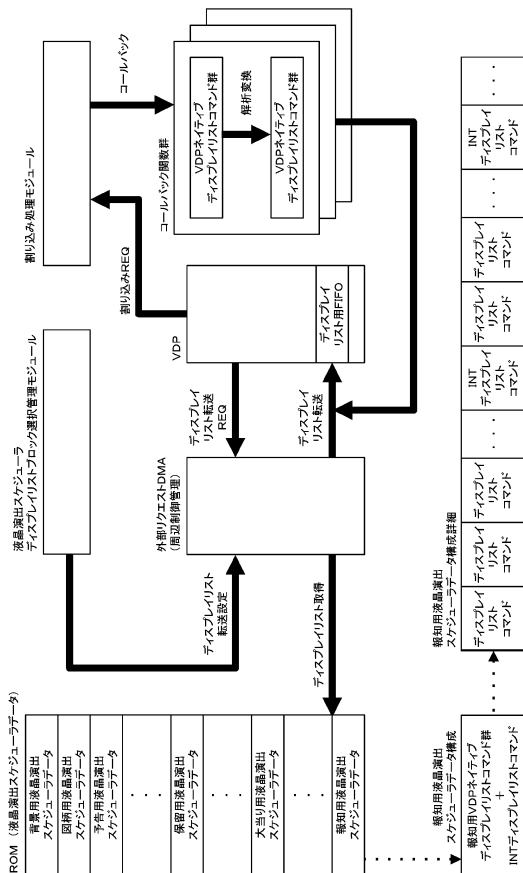 ROM (液晶演出スケジューラデータ)
背景用液晶演出
スケジューラデータ
図柄用液晶演出
スケジューラデータ
予告用液晶演出
スケジューラデータ
・・・
保留用液晶演出
スケジューラデータ
・・・
大当り用液晶演出
スケジューラデータ
・・・
報知用液晶演出
スケジューラデータ
液晶演出スケジューラ
ディスプレイリストブロック選択管理モジュール
ディスプレイリスト
転送設定
外部リクエストDMA
(周辺制御管理)
ディスプレイリスト取得
ディスプレイ
リスト転送
REQ
ディスプレイ
リスト転送
VDP
ディスプレイ
リスト用FIFO
割り込みREQ
割り込み処理モジュール
コールバック
コールバック関数群
VDPネイティブ
ディスプレイリストコマンド群
解析変換
VDPネイティブ
ディスプレイリストコマンド群
報知用液晶演出
スケジューラデータ構成
報知用VDPネイティブ
ディスプレイリストコマンド群
+
INTディスプレイリストコマンド
報知用液晶演出
スケジューラデータ構成詳細
ディスプレイ
リスト
コマンド
ディスプレイ
リスト
コマンド
ディスプレイ
リスト
コマンド
・・・
INT
ディスプレイ
リスト
コマンド
ディスプレイ
リスト
コマンド
ディスプレイ
リスト
コマンド
・・・
INT
ディスプレイ
リスト
コマンド
・・・